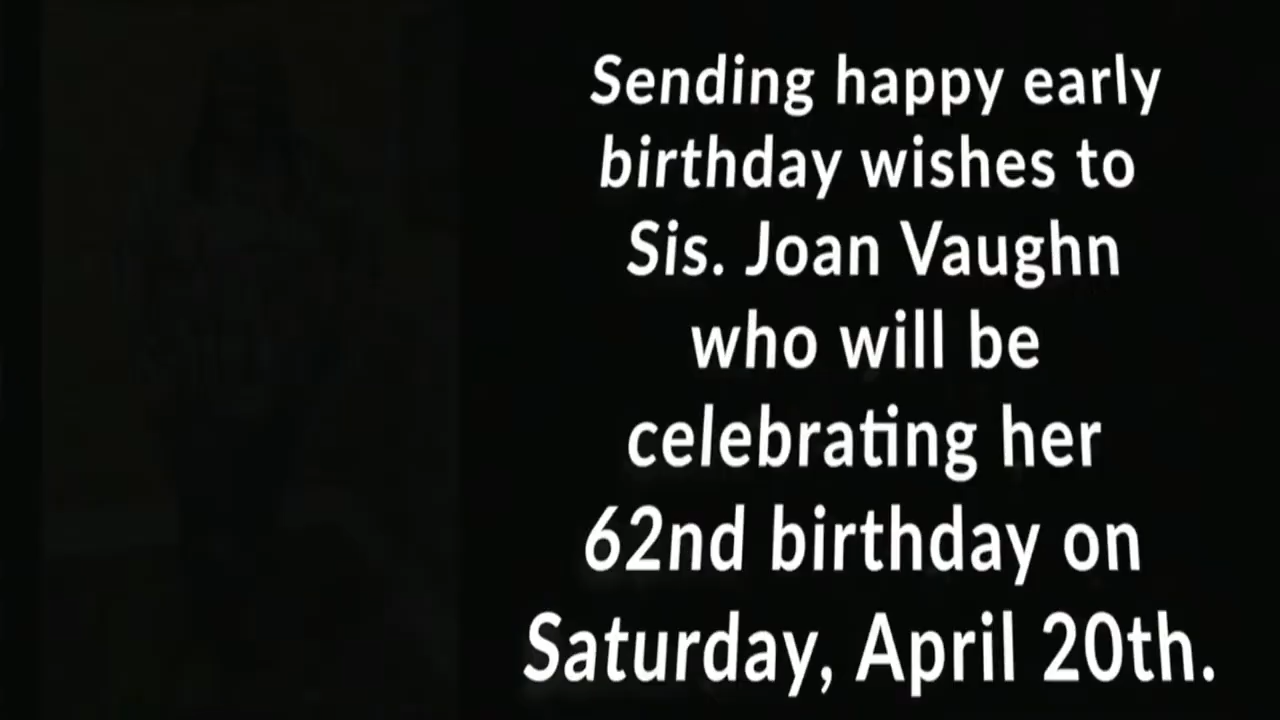 Sending happy early
birthday wishes to
Sis. Joan Vaughn
who will be
celebrating her
62nd birthday on
Saturday, April 20th.